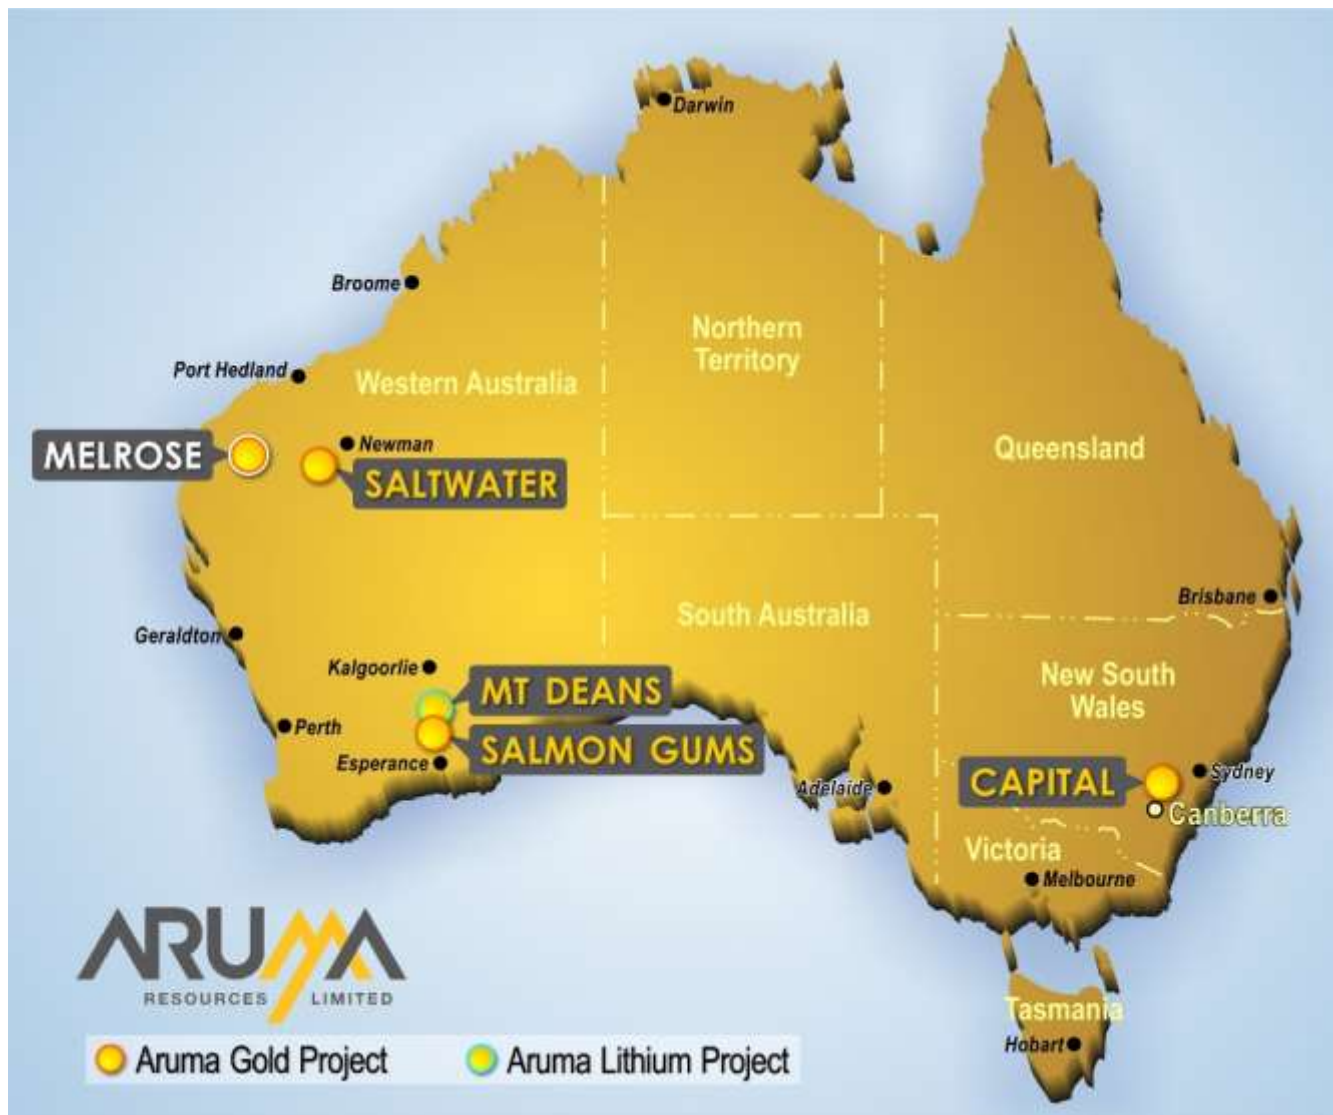 Darwin
Broome
Northern
Territory
Port Hedland
Western Australia
MELROSE
Newman
SALTWATER
Queensland
Brisbane
South Australia
Geraldton
Kalgoorlie
MT DEANS
New South
Wales
Perth
SALMON GUMS
Esperance
CAPITAL
Sydney
Adelaide
Canberra
Victoria
Melbourne
ARUMA
RESOURCES LIMITED
Tasmania
Hobart
Aruma Gold Project
Aruma Lithium Project